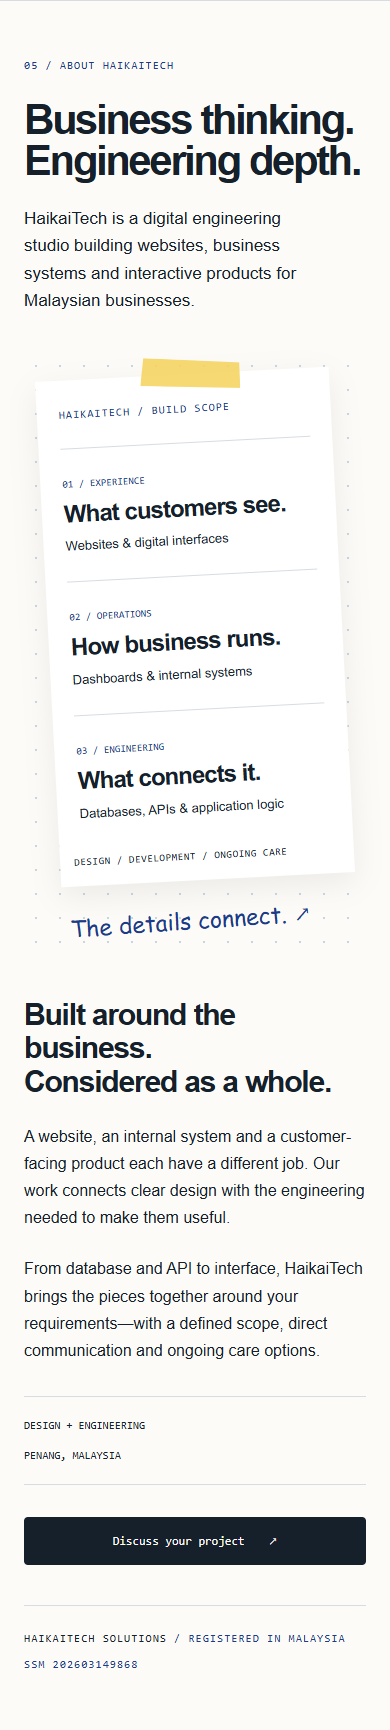 05 / ABOUT HAIKAITECH
Business thinking.
Engineering depth.
HaikaiTech is a digital engineering
studio building websites, business
systems and interactive products for
Malaysian businesses.
HAIKAITECH / BUILD SCOPE
01 / EXPERIENCE
What customers see.
Websites & digital interfaces
02 / OPERATIONS
How business runs.
Dashboards & internal systems
03 / ENGINEERING
What connects it.
Databases, APIs & application logic
DESIGN / DEVELOPMENT / ONGOING CARE
The details connect. ↗
Built around the
business.
Considered as a whole.
A website, an internal system and a customer-
facing product each have a different job. Our
work connects clear design with the engineering
needed to make them useful.
From database and API to interface, HaikaiTech
brings the pieces together around your
requirements—with a defined scope, direct
communication and ongoing care options.
DESIGN + ENGINEERING
PENANG, MALAYSIA
Discuss your project ↗
HAIKAITECH SOLUTIONS / REGISTERED IN MALAYSIA
SSM 202603149868